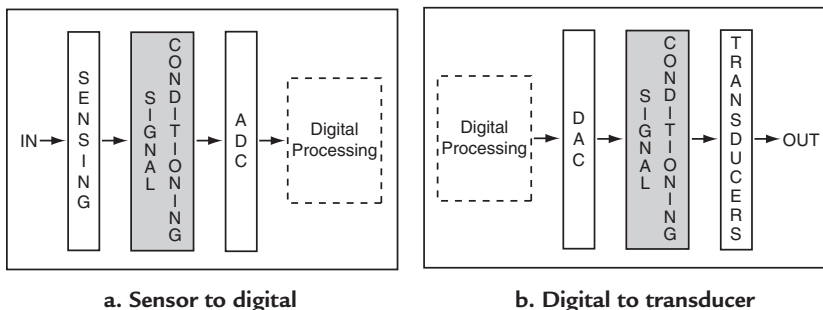 IN
SENSING
SIGNAL
CONDITIONING
ADC
Digital
Processing
a. Sensor to digital
Digital
Processing
DAC
SIGNAL
CONDITIONING
TRANSDUCERS
OUT
b. Digital to transducer